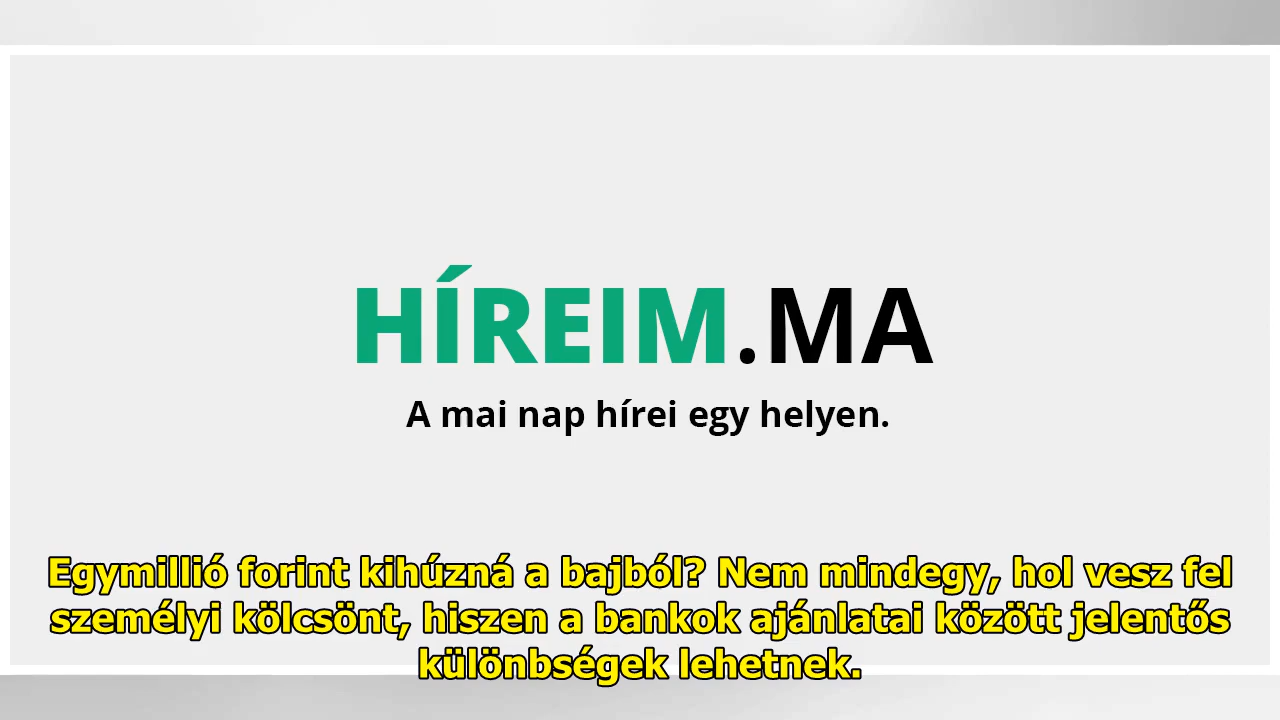 HÍREIM.MA
A mai nap hírei egy helyen.
Egymillió forint kihúzná a bajból? Nem mindegy, hol vesz fel
személyi kölcsönt, hiszen a bankok ajánlatai között jelentős
különbségek lehetnek.